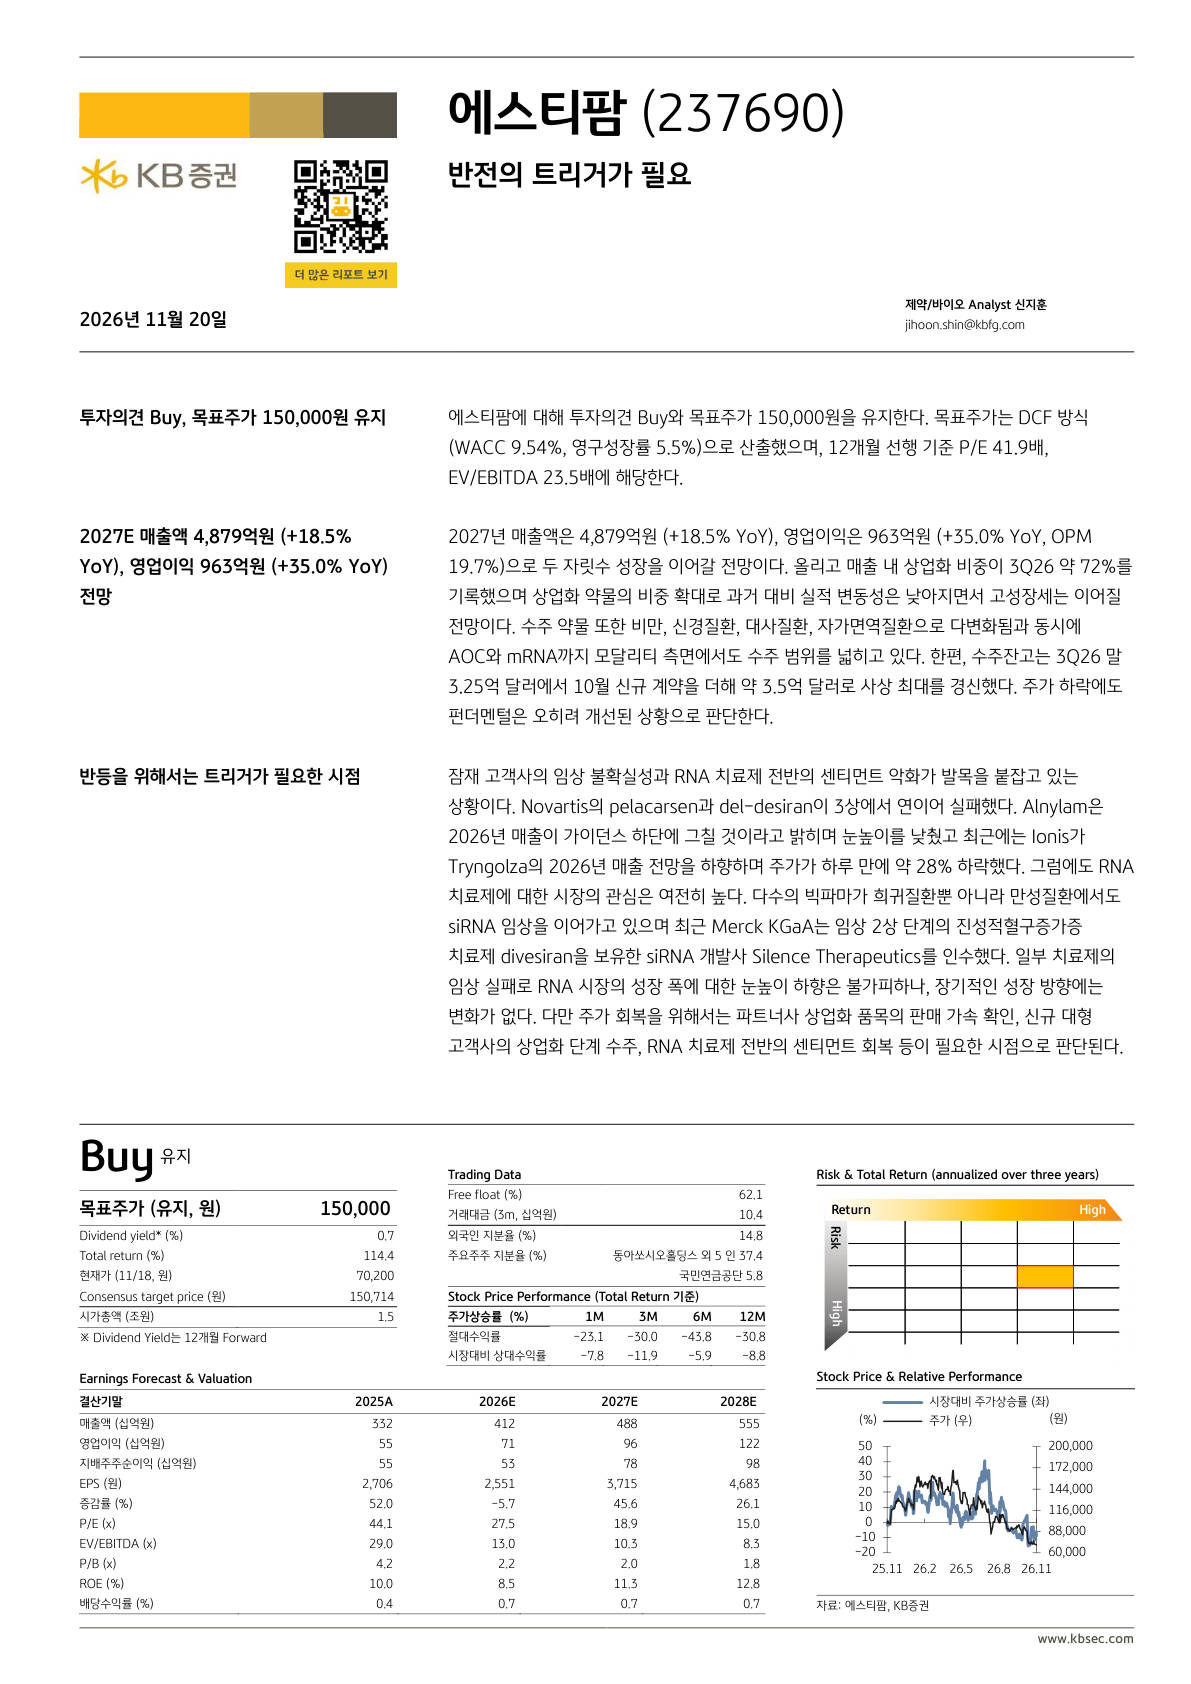 에스티팜 (237690)
반전의 트리거가 필요
KB증권
더 많은 리포트 보기
2026년 11월 20일
제약/바이오 Analyst 신지훈
jihoon.shin@kbfg.com
투자의견 Buy, 목표주가 150,000원 유지
에스티팜에 대해 투자의견 Buy와 목표주가 150,000원을 유지한다. 목표주가는 DCF 방식
(WACC 9.54%, 영구성장률 5.5%)으로 산출했으며, 12개월 선행 기준 P/E 41.9배,
EV/EBITDA 23.5배에 해당한다.
2027E 매출액 4,879억원 (+18.5%
YoY), 영업이익 963억원 (+35.0% YoY)
전망
2027년 매출액은 4,879억원 (+18.5% YoY), 영업이익은 963억원 (+35.0% YoY, OPM
19.7%)으로 두 자릿수 성장을 이어갈 전망이다. 올리고 매출 내 상업화 비중이 3Q26 약 72%를
기록했으며 상업화 약물의 비중 확대로 과거 대비 실적 변동성은 낮아지면서 고성장세는 이어질
전망이다. 수주 약물 또한 비만, 신경질환, 대사질환, 자가면역질환으로 다변화됨과 동시에
AOC와 mRNA까지 모달리티 측면에서도 수주 범위를 넓히고 있다. 한편, 수주잔고는 3Q26 말
3.25억 달러에서 10월 신규 계약을 더해 약 3.5억 달러로 사상 최대를 경신했다. 주가 하락에도
펀더멘털은 오히려 개선된 상황으로 판단한다.
반등을 위해서는 트리거가 필요한 시점
잠재 고객사의 임상 불확실성과 RNA 치료제 전반의 센티먼트 악화가 발목을 붙잡고 있는
상황이다. Novartis의 pelacarsen과 del-desiran이 3상에서 연이어 실패했다. Alnylam은
2026년 매출이 가이던스 하단에 그칠 것이라고 밝히며 눈높이를 낮췄고 최근에는 Ionis가
Tryngolza의 2026년 매출 전망을 하향하며 주가가 하루 만에 약 28% 하락했다. 그럼에도 RNA
치료제에 대한 시장의 관심은 여전히 높다. 다수의 빅파마가 희귀질환뿐 아니라 만성질환에서도
siRNA 임상을 이어가고 있으며 최근 Merck KGaA는 임상 2상 단계의 진성적혈구증가증
치료제 divesiran을 보유한 siRNA 개발사 Silence Therapeutics를 인수했다. 일부 치료제의
임상 실패로 RNA 시장의 성장 폭에 대한 눈높이 하향은 불가피하나, 장기적인 성장 방향에는
변화가 없다. 다만 주가 회복을 위해서는 파트너사 상업화 품목의 판매 가속 확인, 신규 대형
고객사의 상업화 단계 수주, RNA 치료제 전반의 센티먼트 회복 등이 필요한 시점으로 판단된다.
Buy 유지
목표주가 (유지, 원) 150,000
Dividend yield* (%) 0.7
Total return (%) 114.4
현재가 (11/18, 원) 70,200
Consensus target price (원) 150,714
시가총액 (조원) 1.5
※ Dividend Yield는 12개월 Forward
Trading Data
Free float (%) 62.1
거래대금 (3m, 십억원) 10.4
외국인 지분율 (%) 14.8
주요주주 지분율 (%) 동아쏘시오홀딩스 외 5 인 37.4
국민연금공단 5.8
Stock Price Performance (Total Return 기준)
주가상승률 (%) 1M 3M 6M 12M
절대수익률 -23.1 -30.0 -43.8 -30.8
시장대비 상대수익률 -7.8 -11.9 -5.9 -8.8
Risk & Total Return (annualized over three years)
Return High
Risk
High
Earnings Forecast & Valuation
결산기말 2025A 2026E 2027E 2028E
매출액 (십억원) 332 412 488 555
영업이익 (십억원) 55 71 96 122
지배주주순이익 (십억원) 55 53 78 98
EPS (원) 2,706 2,551 3,715 4,683
증감률 (%) 52.0 -5.7 45.6 26.1
P/E (x) 44.1 27.5 18.9 15.0
EV/EBITDA (x) 29.0 13.0 10.3 8.3
P/B (x) 4.2 2.2 2.0 1.8
ROE (%) 10.0 8.5 11.3 12.8
배당수익률 (%) 0.4 0.7 0.7 0.7
Stock Price & Relative Performance
시장대비 주가상승률 (좌)
(%) 주가 (우) (원)
50 200,000
40 172,000
30
20 144,000
10 116,000
0
-10 88,000
-20 60,000
25.11 26.2 26.5 26.8 26.11
자료: 에스티팜, KB증권
www.kbsec.com